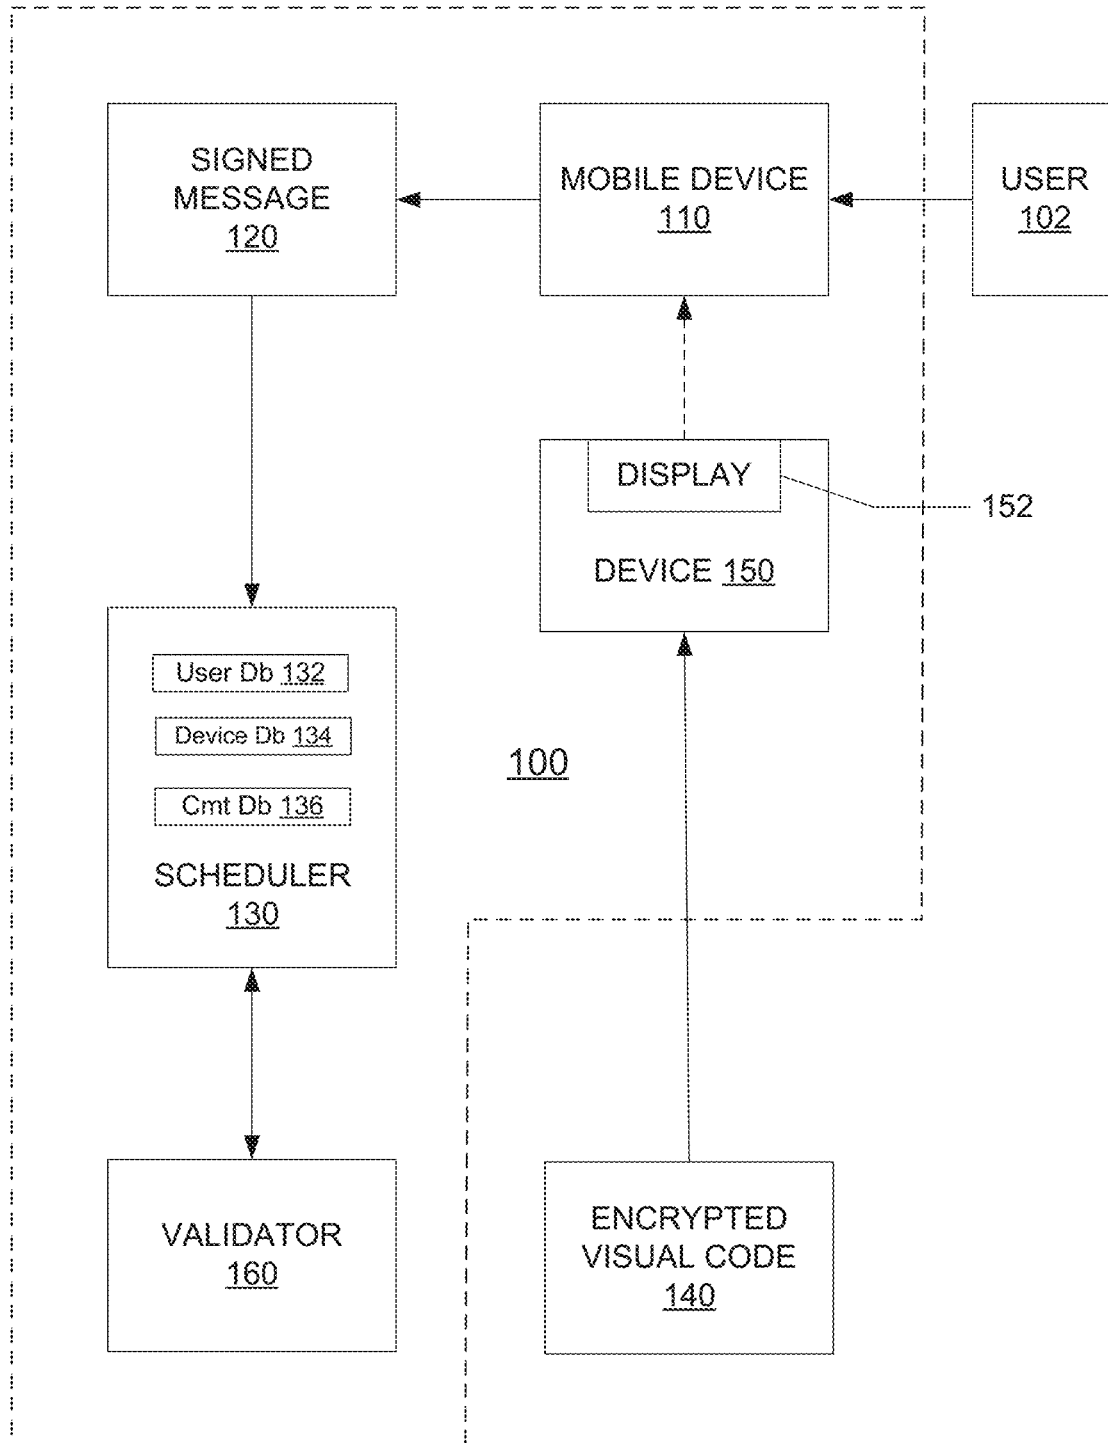 SIGNED
MESSAGE
120
MOBILE DEVICE
110
USER
102
DISPLAY
152
DEVICE 150
User Db 132
Device Db 134
Cmt Db 136
SCHEDULER
130
100
VALIDATOR
160
ENCRYPTED
VISUAL CODE
140